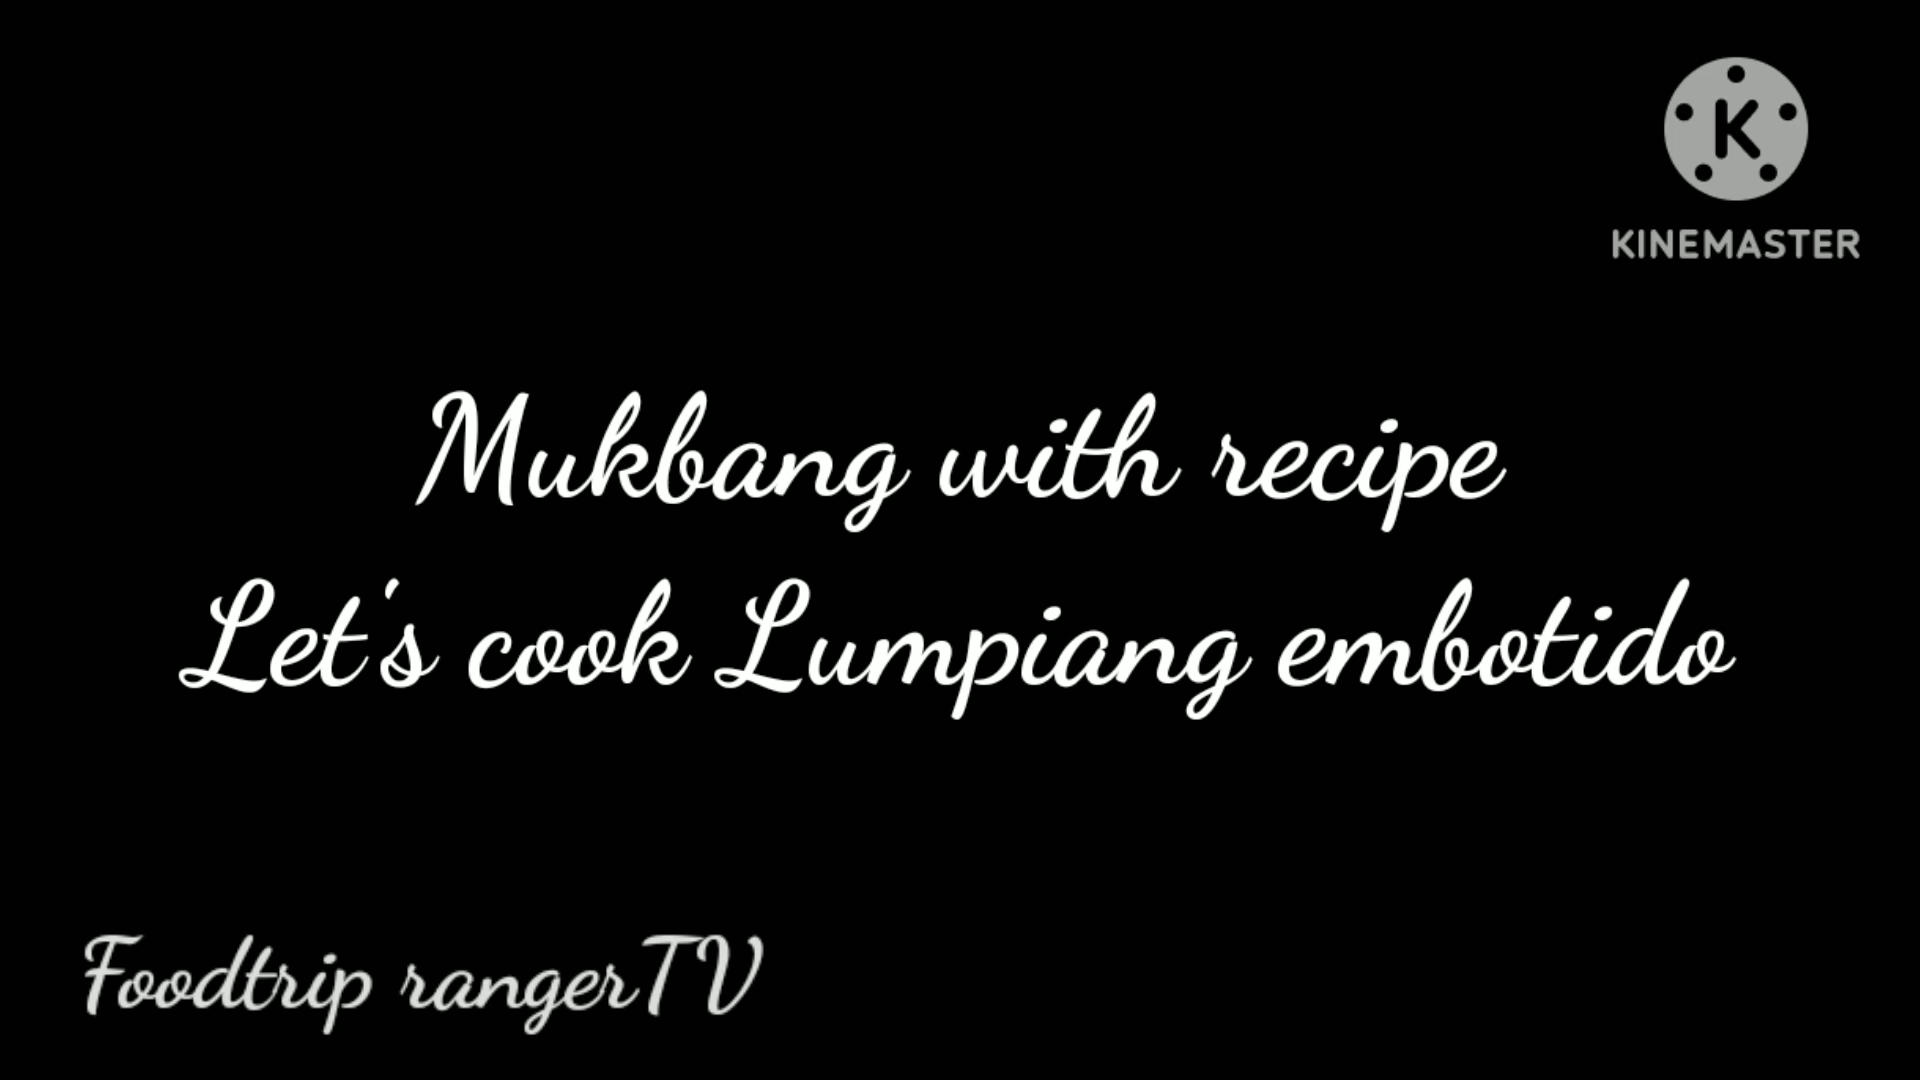 K
KINEMASTER
Mukbang with recipe
Let's cook Lumpiang embotido
Foodtrip rangerTV